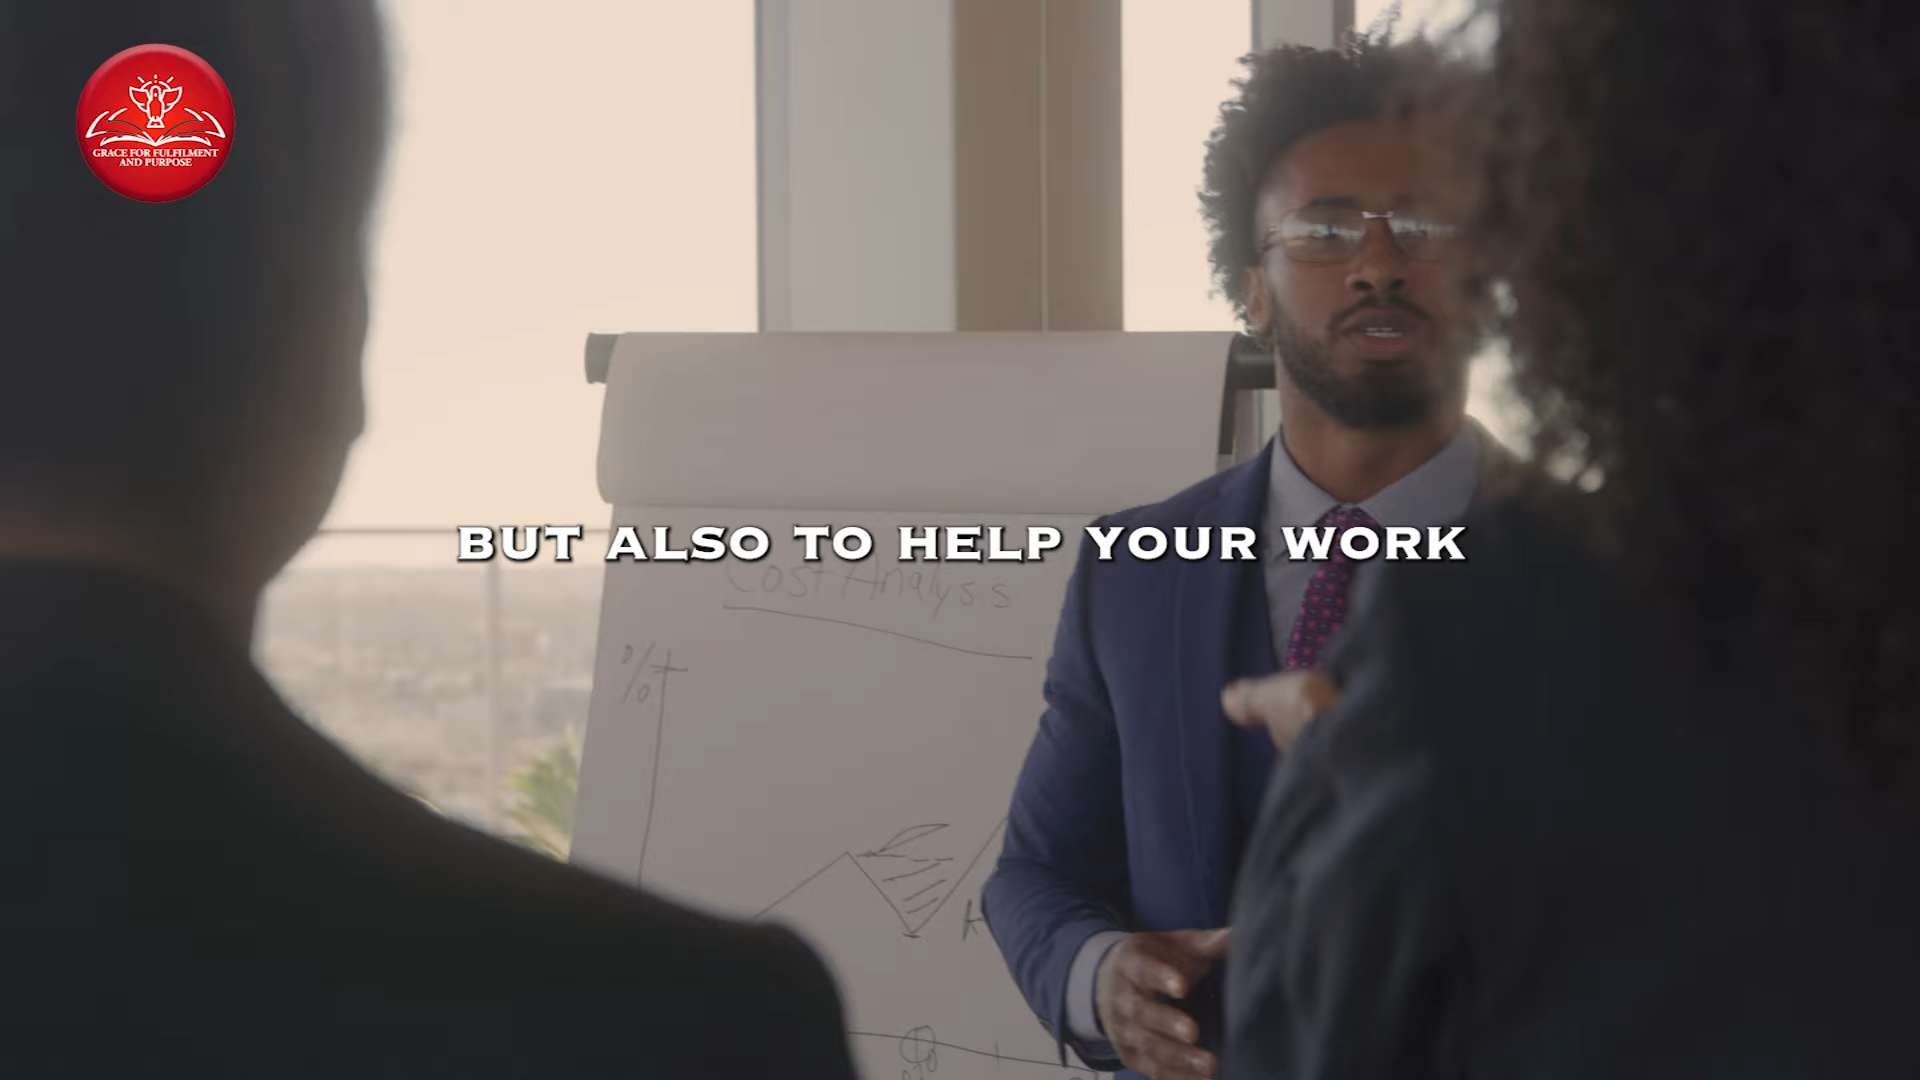 GRACE FOR FULFILMENT
AND PURPOSE
BUT ALSO TO HELP YOUR WORK
Cost Analysis
%